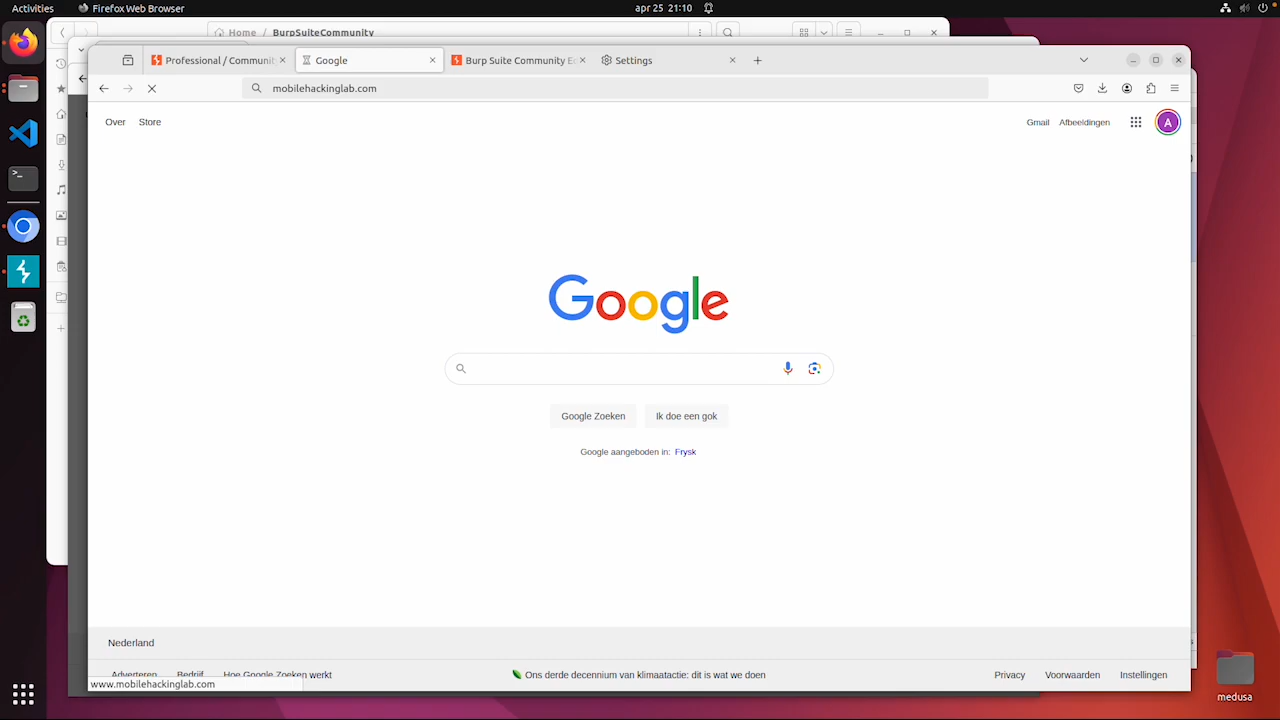 Activities
Firefox Web Browser
apr 25 21:10
Home / BurpSuiteCommunity
Professional / Communit
Google
Burp Suite Community Ed
Settings
mobilehackinglab.com
Over
Store
Gmail
Afbeeldingen
A
Google
Google Zoeken
Ik doe een gok
Google aangeboden in: Frysk
Nederland
Adverteren
Bedrijf
Hoe Google Zoeken werkt
Ons derde decennium van klimaatactie: dit is wat we doen
Privacy
Voorwaarden
Instellingen
www.mobilehackinglab.com
medusa